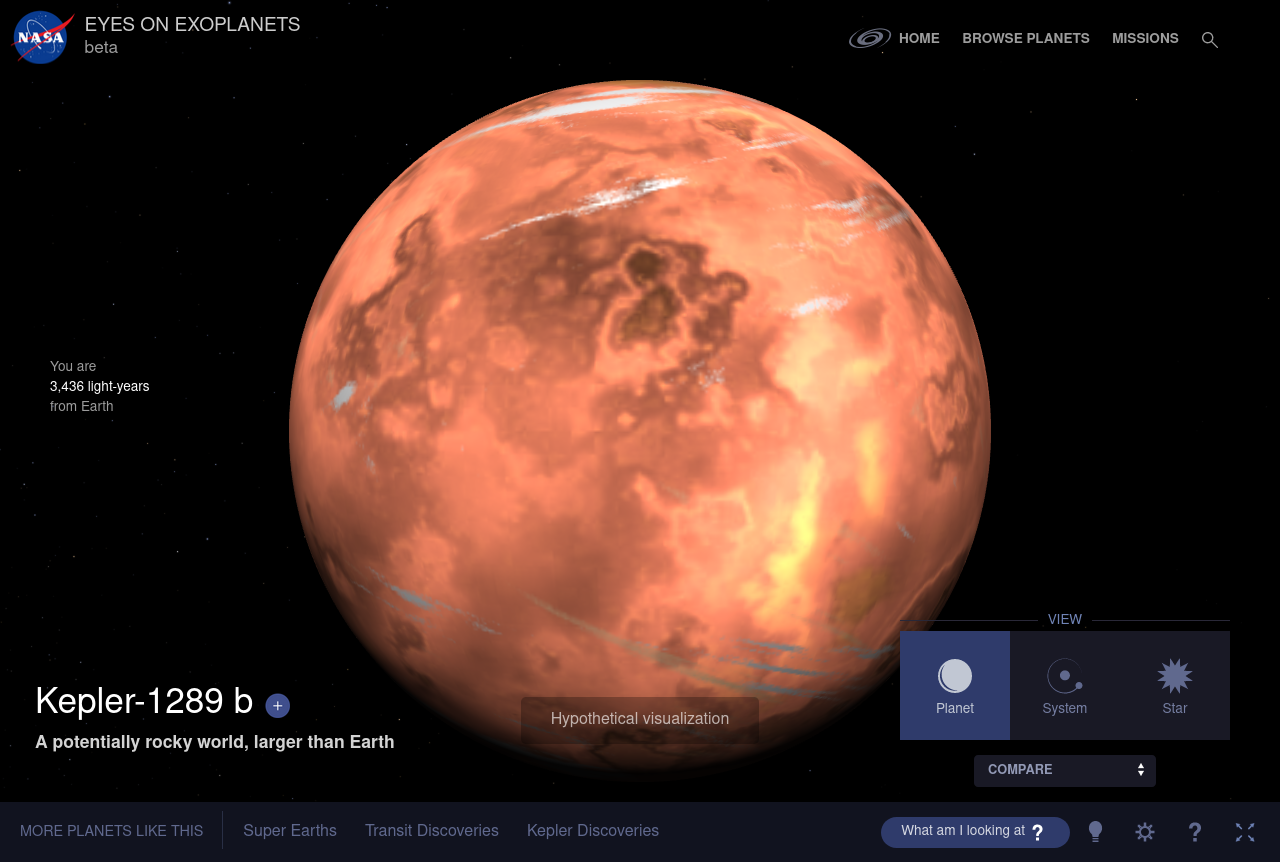 NASA
EYES ON EXOPLANETS
beta
HOME
BROWSE PLANETS
MISSIONS
You are
3,436 light-years
from Earth
VIEW
Planet
System
Star
Kepler-1289 b +
A potentially rocky world, larger than Earth
Hypothetical visualization
COMPARE
MORE PLANETS LIKE THIS
Super Earths
Transit Discoveries
Kepler Discoveries
What am I looking at ?
?